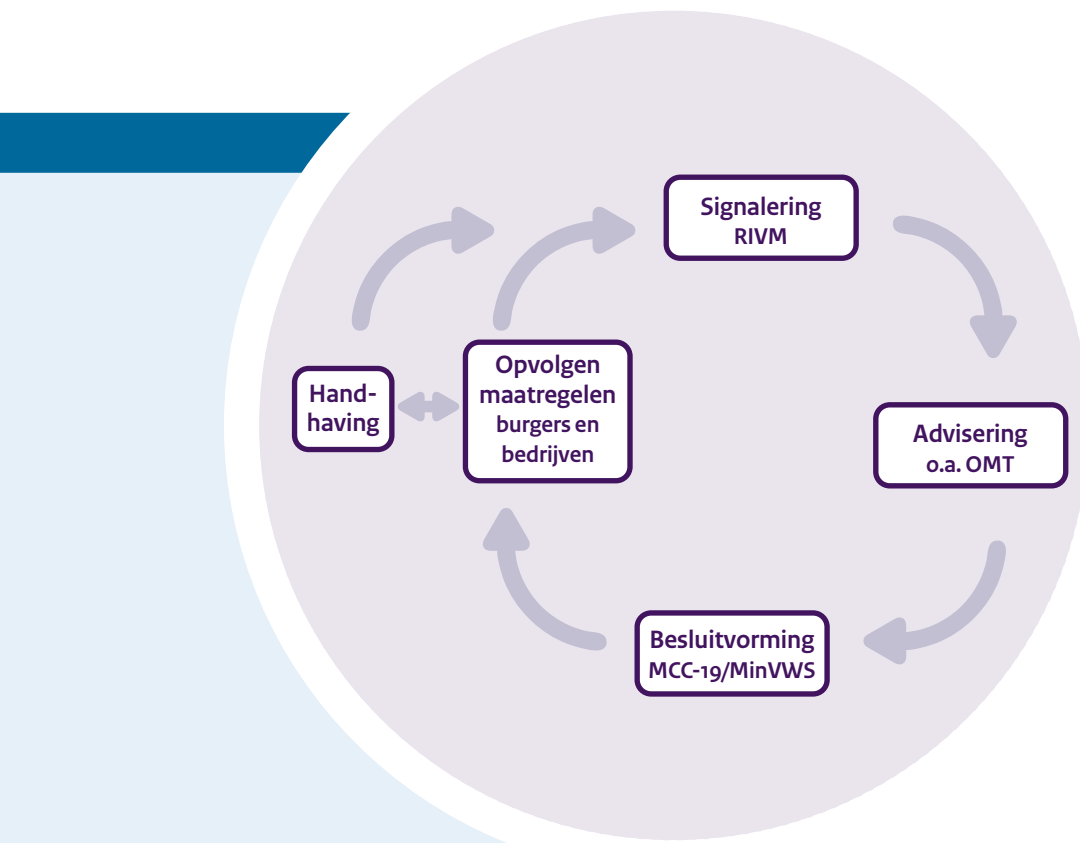 Signalering
RIVM
Advisering
o.a. OMT
Besluitvorming
MCC-19/MinVWS
Opvolgen
maatregelen
burgers en
bedrijven
Hand-
having